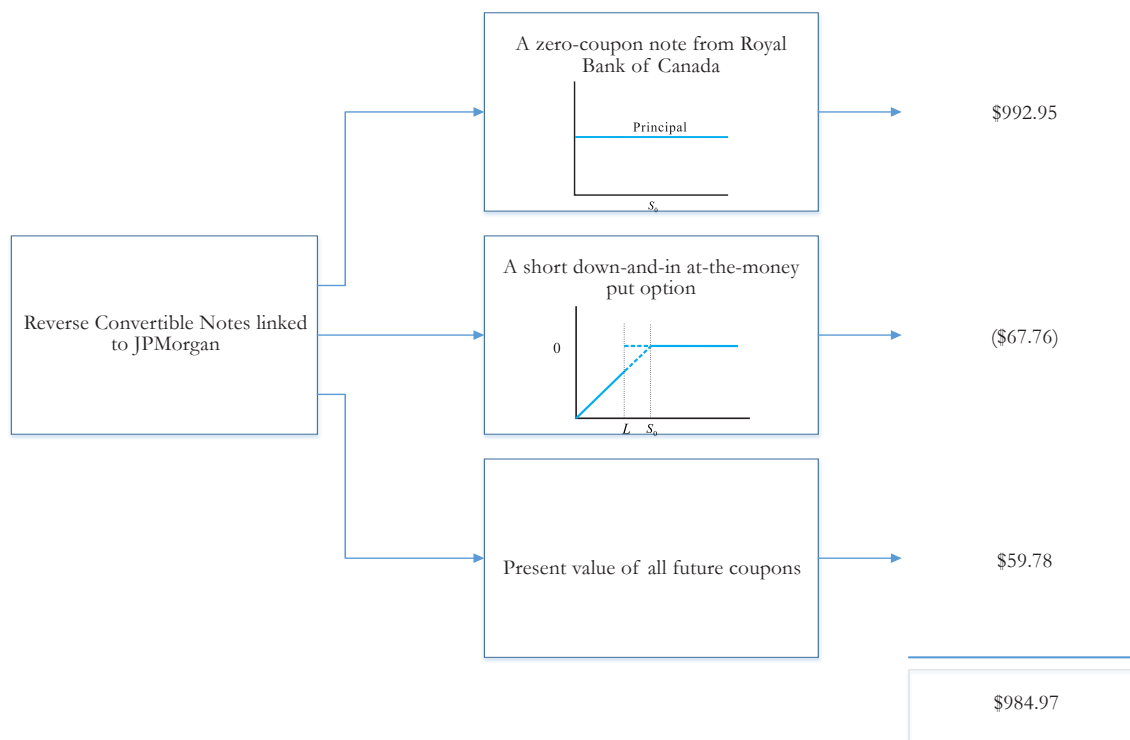 A zero-coupon note from Royal
Bank of Canada
Principal
S₀
$992.95
Reverse Convertible Notes linked
to JPMorgan
A short down-and-in at-the-money
put option
0
L S₀
($67.76)
Present value of all future coupons
$59.78
$984.97